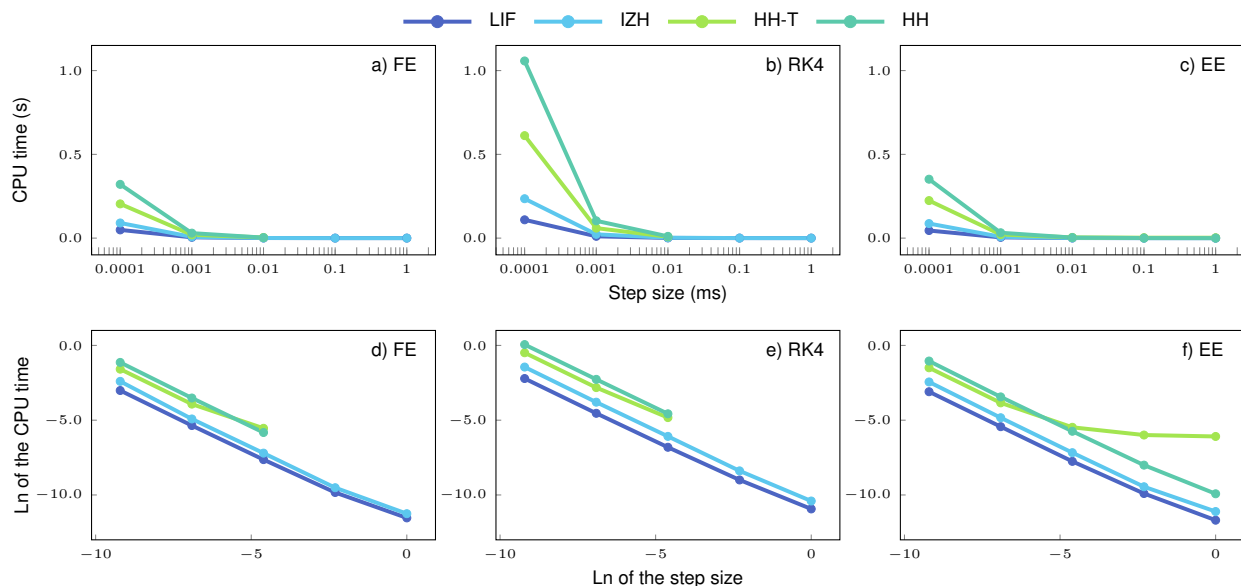 LIF IZH HH-T HH
a) FE b) RK4 c) EE
CPU time (s)
1.0 1.0 1.0
0.5 0.5 0.5
0.0 0.0 0.0
0.0001 0.001 0.01 0.1 1 0.0001 0.001 0.01 0.1 1 0.0001 0.001 0.01 0.1 1
Step size (ms)
d) FE e) RK4 f) EE
Ln of the CPU time
0.0 0.0 0.0
−5.0 −5.0 −5.0
−10.0 −10.0 −10.0
−10 −5 0 −10 −5 0 −10 −5 0
Ln of the step size